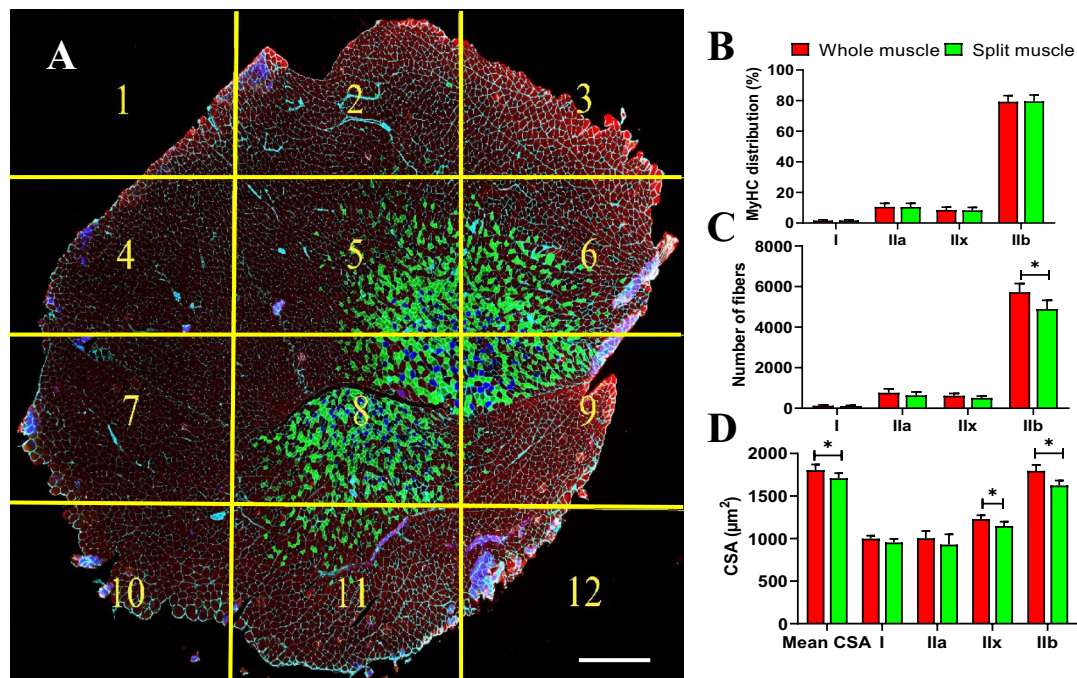 A
1
2
3
4
5
6
7
8
9
10
11
12
B
Whole muscle Split muscle
MyHC distribution (%)
100
80
60
40
20
0
I IIa IIx IIb
C
Number of fibers
8000
6000
4000
2000
0
*
I IIa IIx IIb
D
CSA (µm²)
2000
1500
1000
500
0
* * *
Mean CSA I IIa IIx IIb